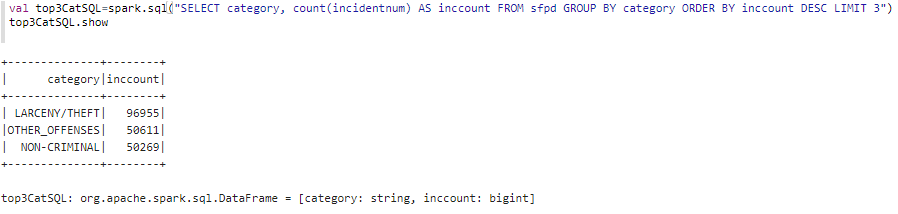 val top3CatSQL=spark.sql("SELECT category, count(incidentnum) AS inccount FROM sfpd GROUP BY category ORDER BY inccount DESC LIMIT 3")
top3CatSQL.show
+--------------+--------+
|      category|inccount|
+--------------+--------+
| LARCENY/THEFT|   96955|
|OTHER_OFFENSES|   50611|
|  NON-CRIMINAL|   50269|
+--------------+--------+
top3CatSQL: org.apache.spark.sql.DataFrame = [category: string, inccount: bigint]